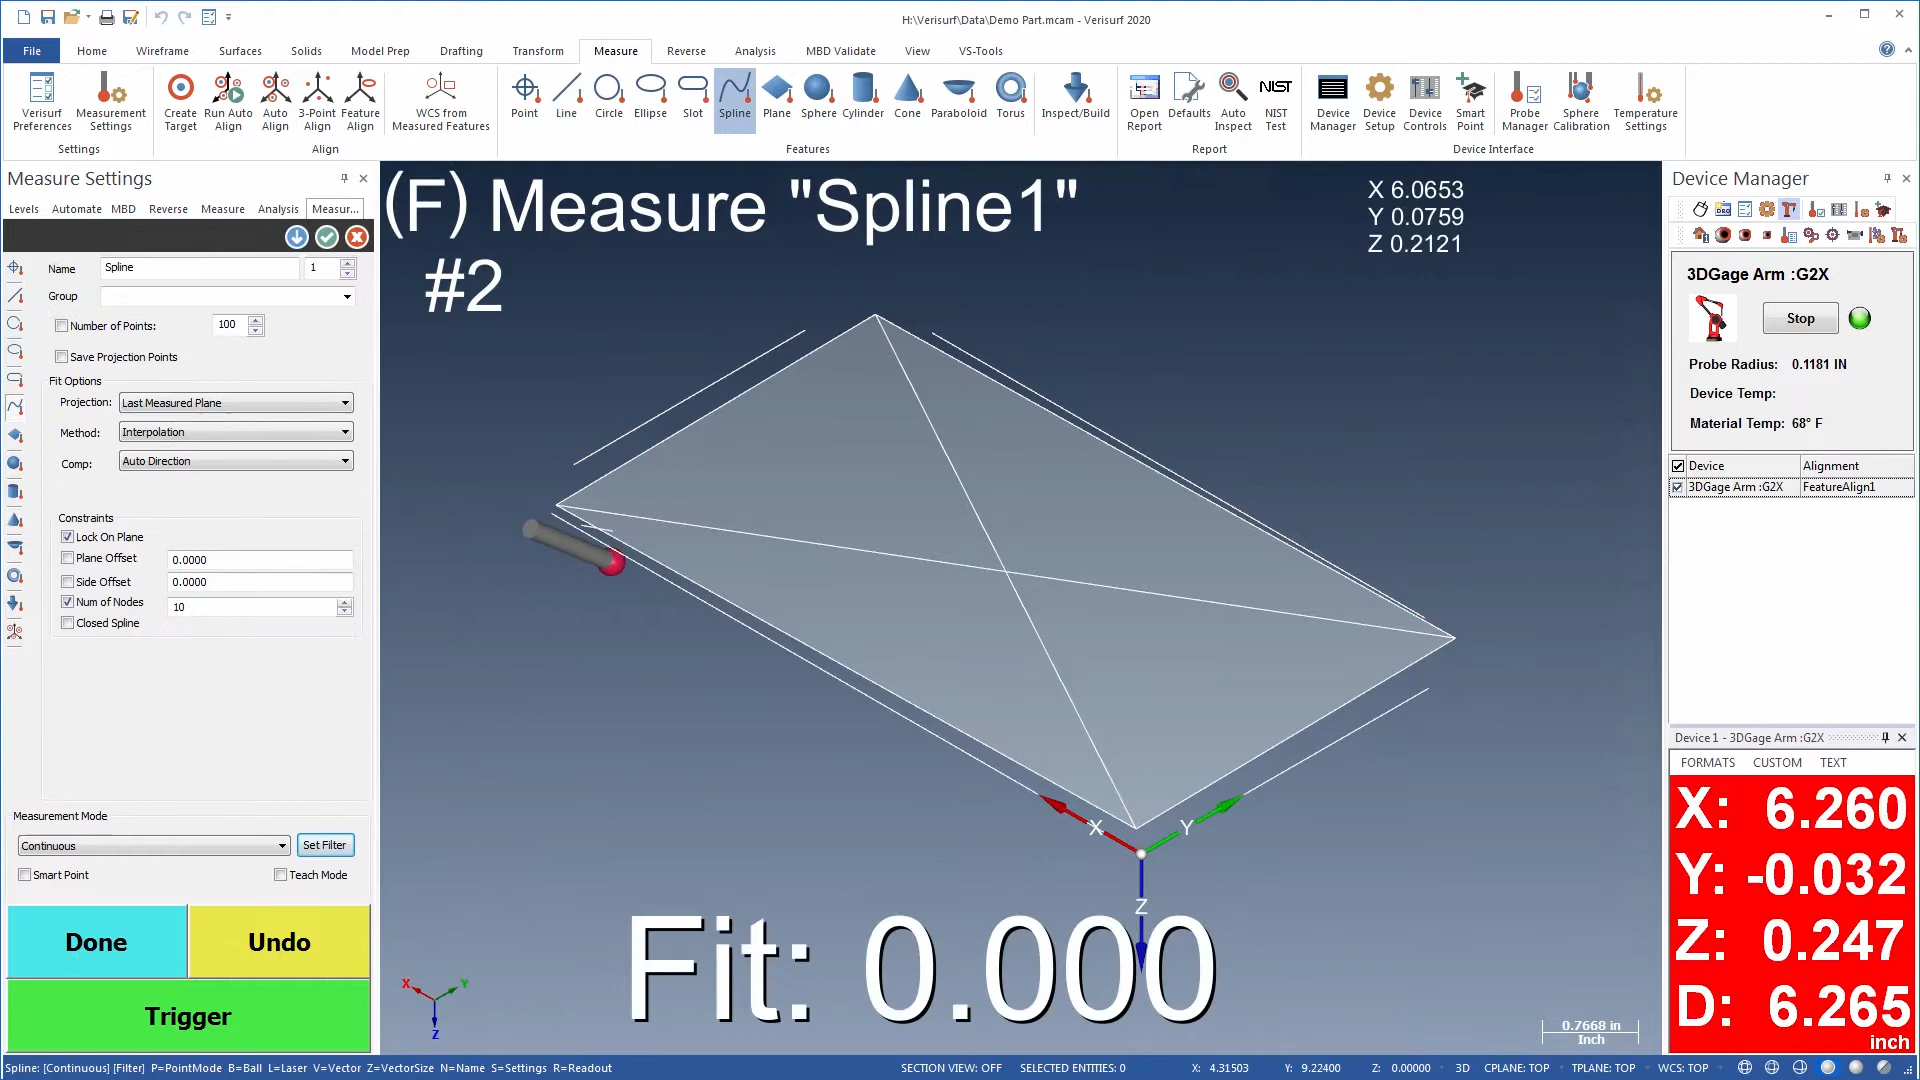 H:\Verisurf\Data\Demo Part.mcam - Verisurf 2020
File Home Wireframe Surfaces Solids Model Prep Drafting Transform Measure Reverse Analysis MBD Validate View VS-Tools
Verisurf Preferences
Measurement Settings
Settings
Create Target
Run Auto Align
Auto Align
3-Point Align
Feature Align
WCS from Measured Features
Align
Point
Line
Circle
Ellipse
Slot
Spline
Plane
Sphere
Cylinder
Cone
Paraboloid
Torus
Inspect/Build
Features
Open Report
Defaults
Auto Inspect
NIST
NIST Test
Report
Device Manager
Device Setup
Device Controls
Smart Point
Probe Manager
Sphere Calibration
Temperature Settings
Device Interface
Measure Settings
Levels Automate MBD Reverse Measure Analysis Measur...
Name Spline 1
Group
Number of Points: 100
Save Projection Points
Fit Options
Projection: Last Measured Plane
Method: Interpolation
Comp: Auto Direction
Constraints
Lock On Plane
Plane Offset 0.0000
Side Offset 0.0000
Num of Nodes 10
Closed Spline
Measurement Mode
Continuous Set Filter
Smart Point Teach Mode
Done Undo
Trigger
(F) Measure "Spline1"
#2
X 6.0653
Y 0.0759
Z 0.2121
X
Y
Z
Fit: 0.000
X
Y
Z
0.7668 in
Inch
Device Manager
DRO
3DGage Arm :G2X
Stop
Probe Radius: 0.1181 IN
Device Temp:
Material Temp: 68° F
Device Alignment
3DGage Arm :G2X FeatureAlign1
Device 1 - 3DGage Arm :G2X
FORMATS CUSTOM TEXT
X: 6.260
Y: -0.032
Z: 0.247
D: 6.265
inch
Spline: [Continuous] [Filter] P=PointMode B=Ball L=Laser V=Vector Z=VectorSize N=Name S=Settings R=Readout
SECTION VIEW: OFF SELECTED ENTITIES: 0 X: 4.31503 Y: 9.22400 Z: 0.00000 3D CPLANE: TOP TPLANE: TOP WCS: TOP